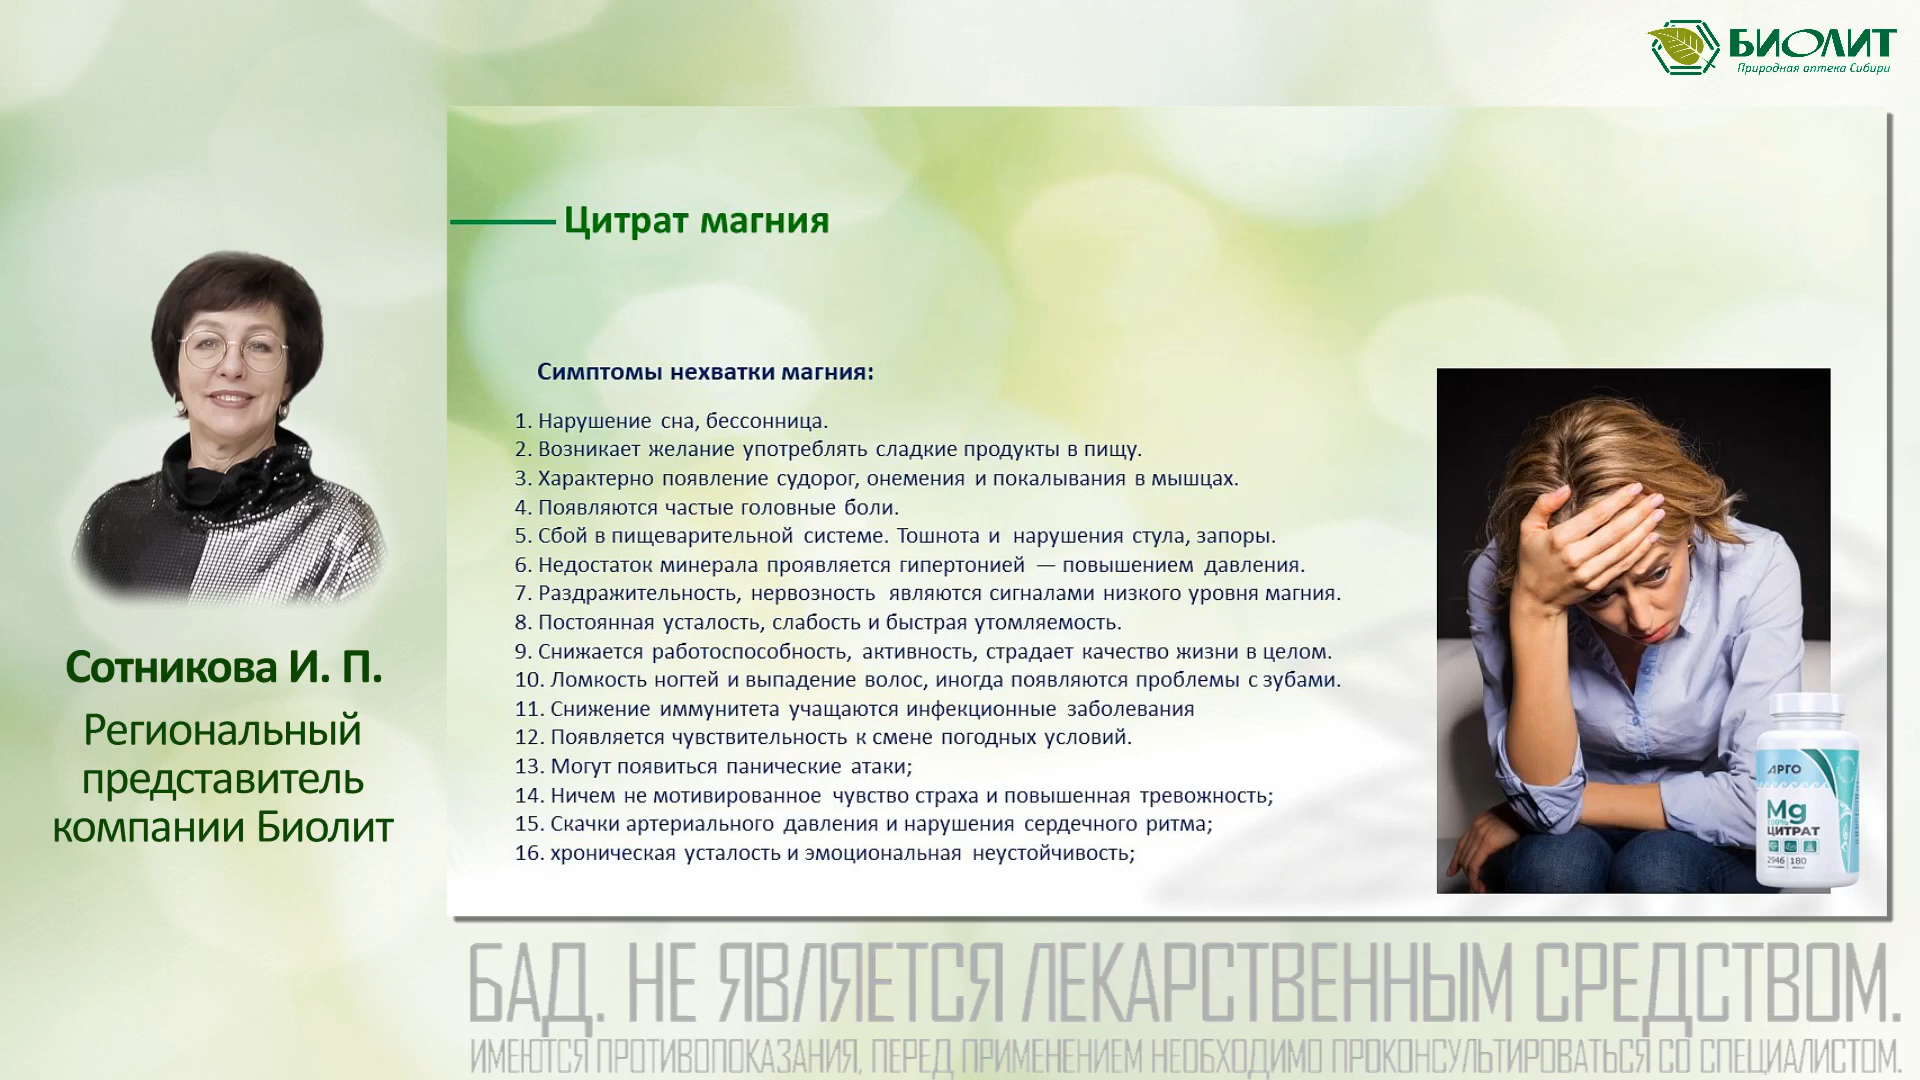 БИОЛИТ
Природная аптека Сибири
Цитрат магния
Симптомы нехватки магния:
1. Нарушение сна, бессонница.
2. Возникает желание употреблять сладкие продукты в пищу.
3. Характерно появление судорог, онемения и покалывания в мышцах.
4. Появляются частые головные боли.
5. Сбой в пищеварительной системе. Тошнота и нарушения стула, запоры.
6. Недостаток минерала проявляется гипертонией — повышением давления.
7. Раздражительность, нервозность являются сигналами низкого уровня магния.
8. Постоянная усталость, слабость и быстрая утомляемость.
9. Снижается работоспособность, активность, страдает качество жизни в целом.
10. Ломкость ногтей и выпадение волос, иногда появляются проблемы с зубами.
11. Снижение иммунитета учащаются инфекционные заболевания
12. Появляется чувствительность к смене погодных условий.
13. Могут появиться панические атаки;
14. Ничем не мотивированное чувство страха и повышенная тревожность;
15. Скачки артериального давления и нарушения сердечного ритма;
16. хроническая усталость и эмоциональная неустойчивость;
АРГО
Mg
100%
ЦИТРАТ
2946 180
Сотникова И. П.
Региональный
представитель
компании Биолит
БАД. НЕ ЯВЛЯЕТСЯ ЛЕКАРСТВЕННЫМ СРЕДСТВОМ.
ИМЕЮТСЯ ПРОТИВОПОКАЗАНИЯ, ПЕРЕД ПРИМЕНЕНИЕМ НЕОБХОДИМО ПРОКОНСУЛЬТИРОВАТЬСЯ СО СПЕЦИАЛИСТОМ.